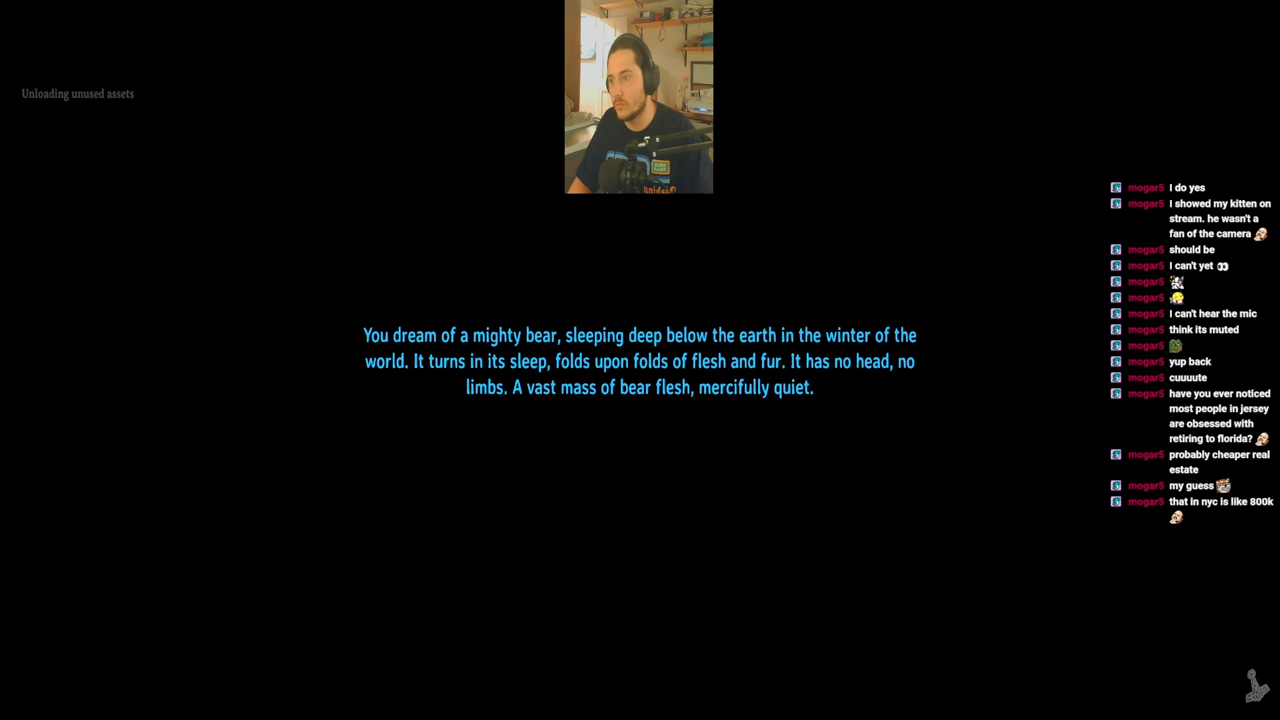 Unloading unused assets
You dream of a mighty bear, sleeping deep below the earth in the winter of the
world. It turns in its sleep, folds upon folds of flesh and fur. It has no head, no
limbs. A vast mass of bear flesh, mercifully quiet.
mogar5 I do yes
mogar5 I showed my kitten on
stream. he wasn't a
fan of the camera
mogar5 should be
mogar5 I can't yet
mogar5
mogar5
mogar5 I can't hear the mic
mogar5 think its muted
mogar5
mogar5 yup back
mogar5 cuuuute
mogar5 have you ever noticed
most people in jersey
are obsessed with
retiring to florida?
mogar5 probably cheaper real
estate
mogar5 my guess
mogar5 that in nyc is like 800k